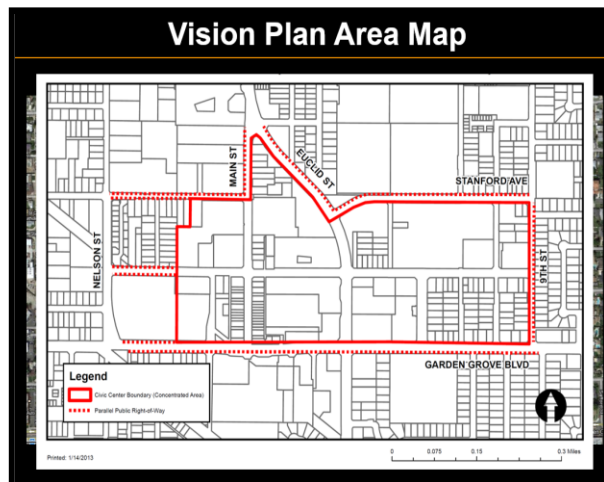 Vision Plan Area Map
MAIN ST
EUCLID ST
STANFORD AVE
NELSON ST
9TH ST
GARDEN GROVE BLVD
Legend
Civic Center Boundary (Concentrated Area)
Parallel Public Right-of-Way
Printed: 1/14/2013
0 0.075 0.15 0.3 Miles